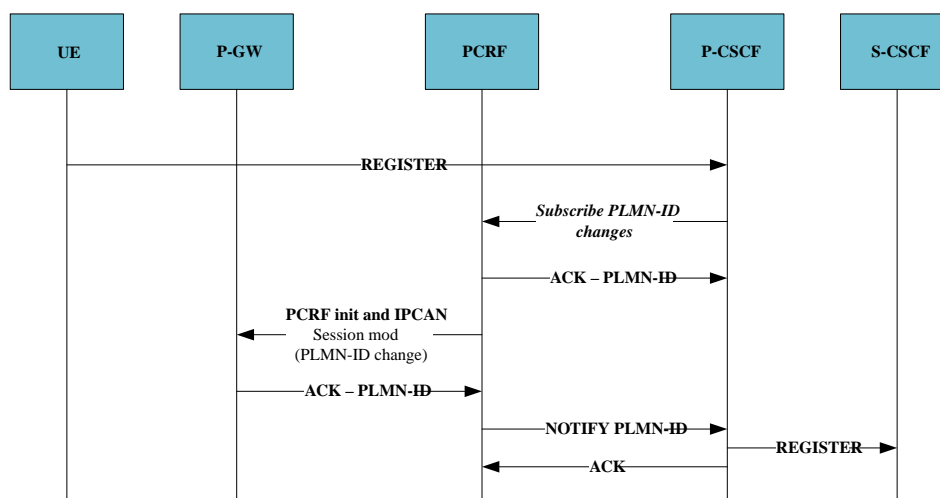 UE
P-GW
PCRF
P-CSCF
S-CSCF
REGISTER
Subscribe PLMN-ID
changes
ACK – PLMN-ID
PCRF init and IPCAN
Session mod
(PLMN-ID change)
ACK – PLMN-ID
NOTIFY PLMN-ID
REGISTER
ACK